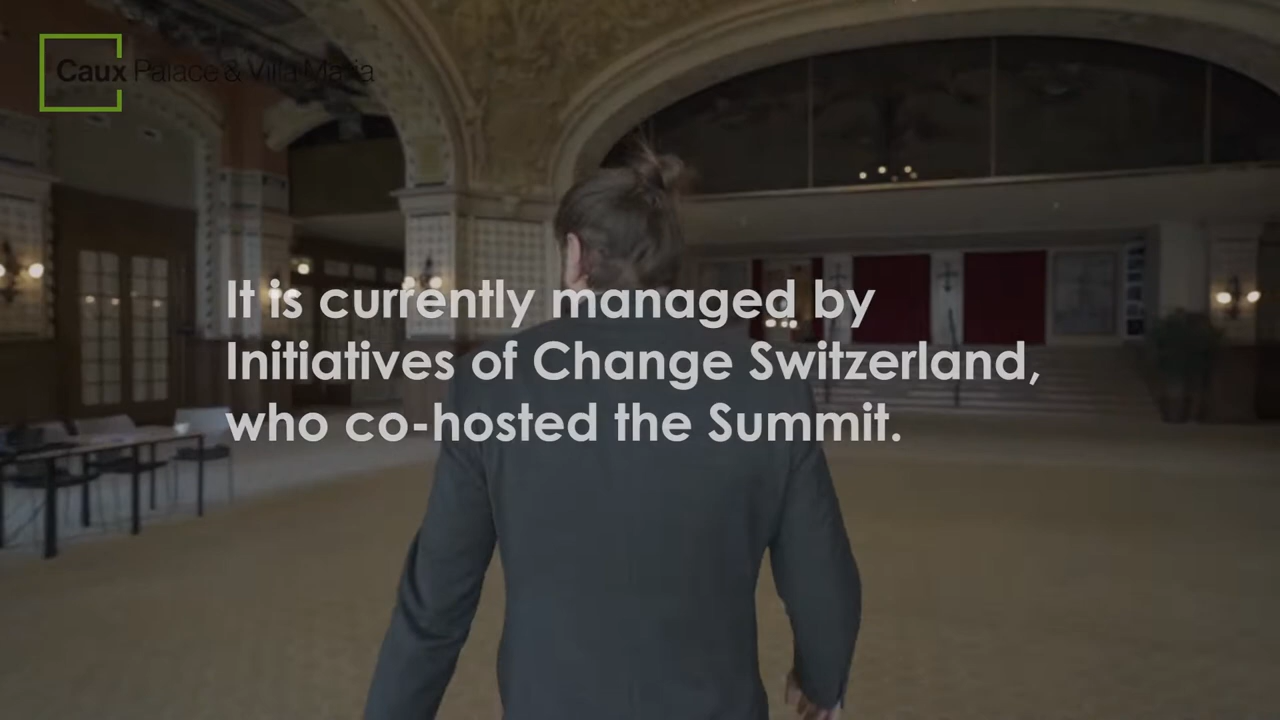 Caux Palace & Villa Maria
It is currently managed by
Initiatives of Change Switzerland,
who co-hosted the Summit.